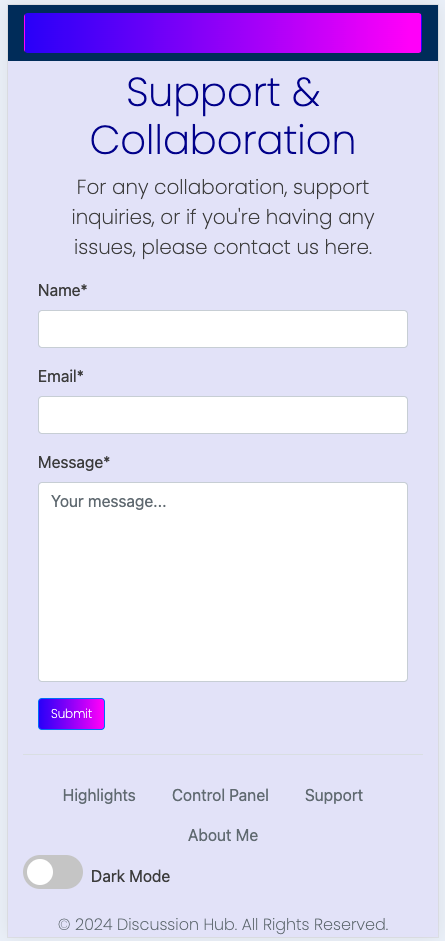 Support &
Collaboration
For any collaboration, support
inquiries, or if you're having any
issues, please contact us here.
Name*
Email*
Message*
Your message...
Submit
Highlights Control Panel Support
About Me
Dark Mode
© 2024 Discussion Hub. All Rights Reserved.